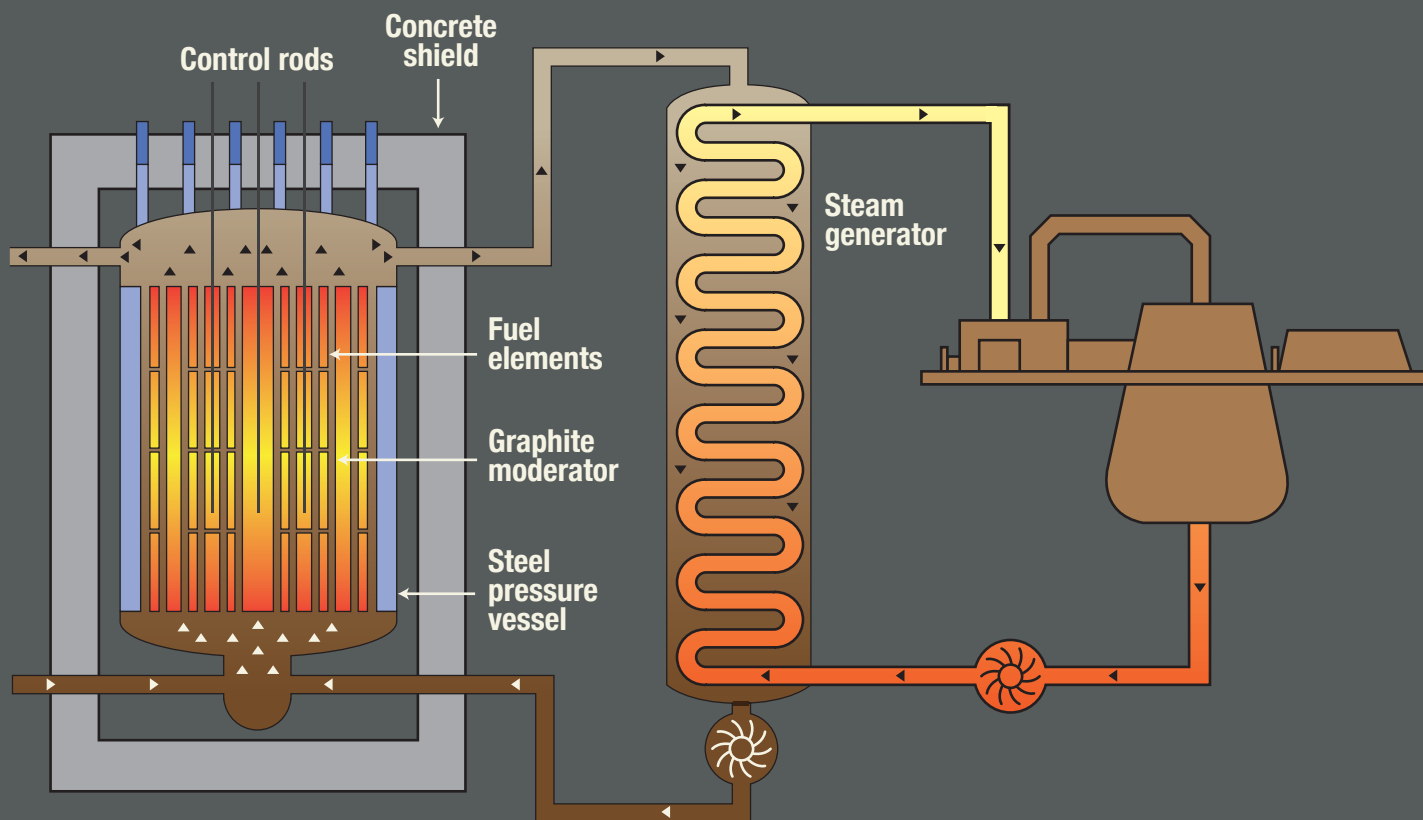 Concrete
shield
Control rods
Steam
generator
Fuel
elements
Graphite
moderator
Steel
pressure
vessel